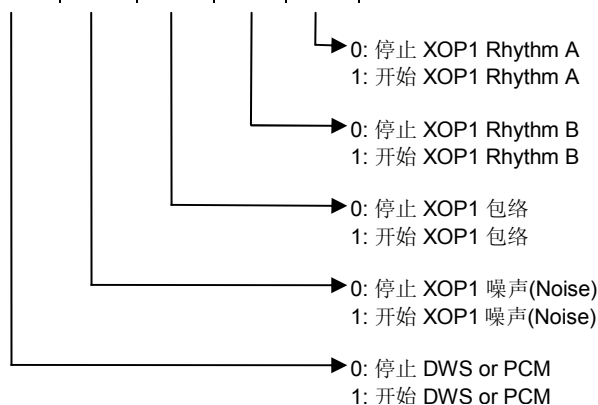 0: 停止 XOP1 Rhythm A
1: 开始 XOP1 Rhythm A
0: 停止 XOP1 Rhythm B
1: 开始 XOP1 Rhythm B
0: 停止 XOP1 包络
1: 开始 XOP1 包络
0: 停止 XOP1 噪声(Noise)
1: 开始 XOP1 噪声(Noise)
0: 停止 DWS or PCM
1: 开始 DWS or PCM